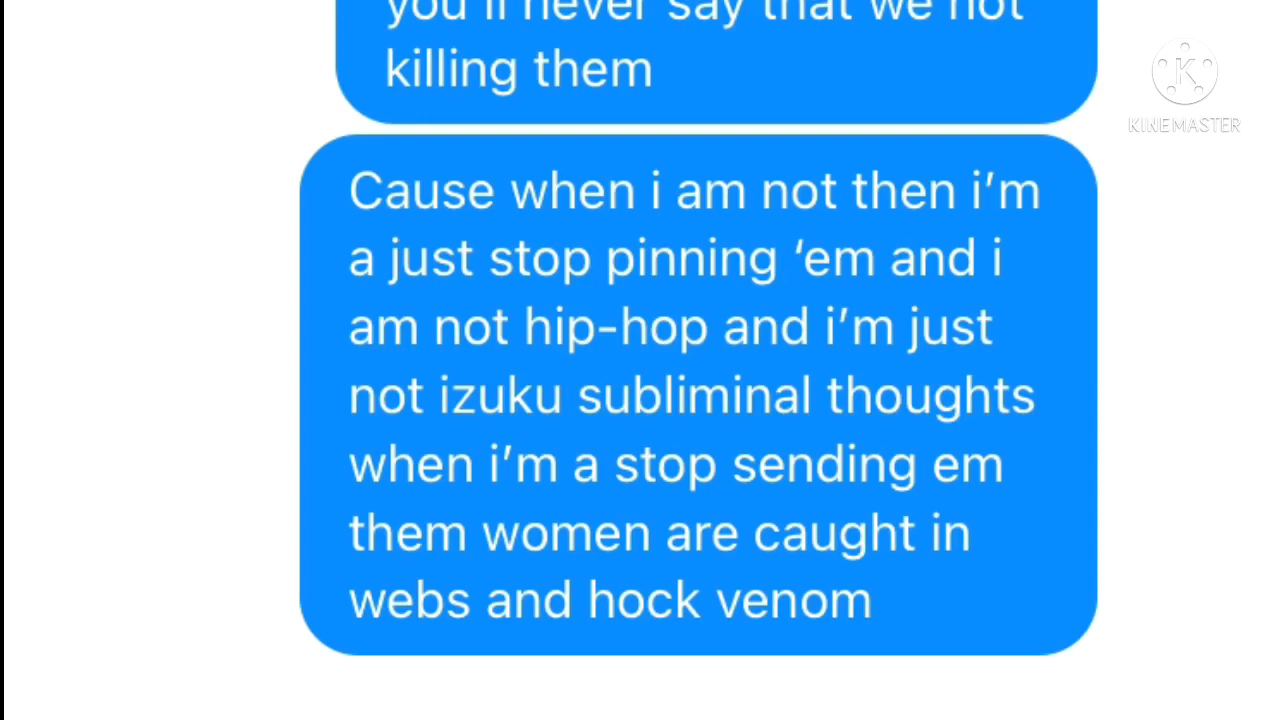 you'll never say that we not
killing them
KINEMASTER
Cause when i am not then i’m
a just stop pinning ‘em and i
am not hip-hop and i’m just
not izuku subliminal thoughts
when i’m a stop sending em
them women are caught in
webs and hock venom